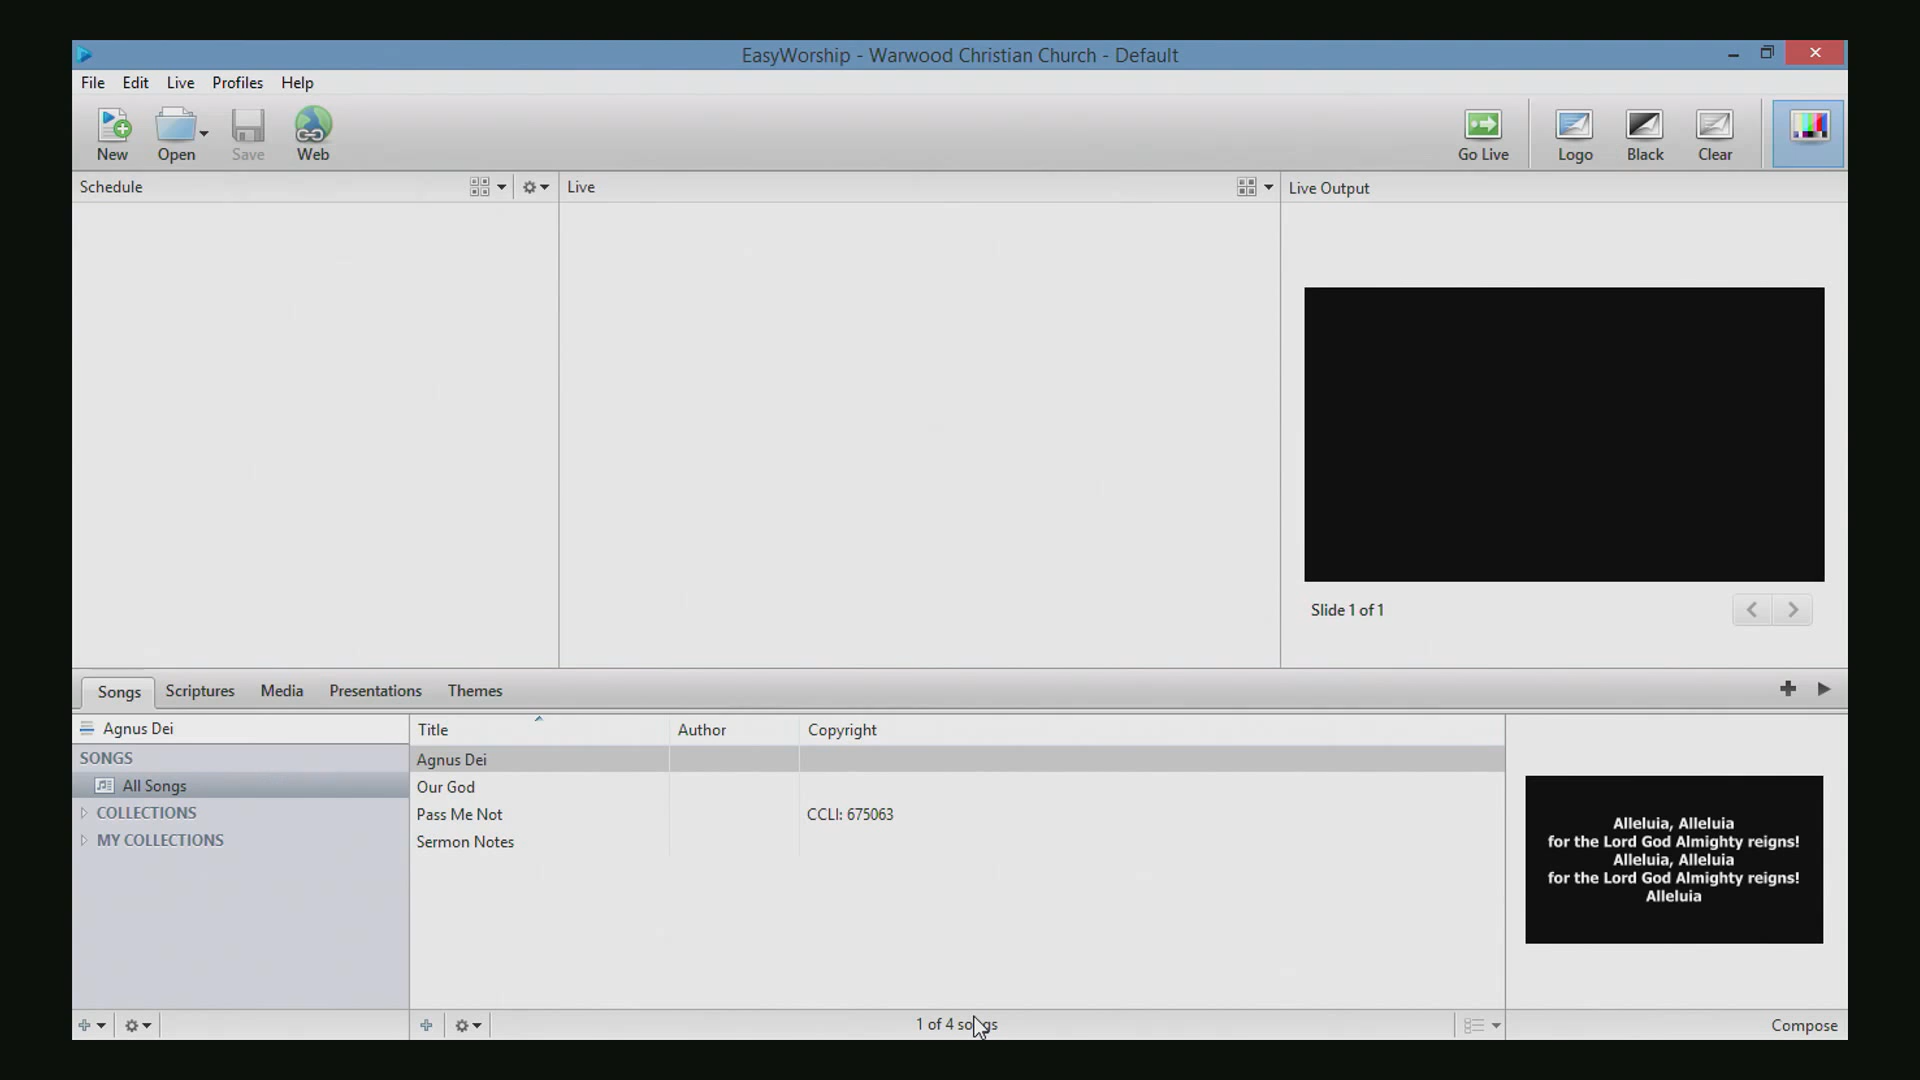 EasyWorship - Warwood Christian Church - Default
File Edit Live Profiles Help
New Open Save Web Go Live Logo Black Clear
Schedule Live Live Output
Slide 1 of 1
Songs Scriptures Media Presentations Themes
Agnus Dei Title Author Copyright
SONGS Agnus Dei
All Songs Our God
COLLECTIONS Pass Me Not CCLI: 675063
MY COLLECTIONS Sermon Notes
Alleluia, Alleluia
for the Lord God Almighty reigns!
Alleluia, Alleluia
for the Lord God Almighty reigns!
Alleluia
1 of 4 songs Compose